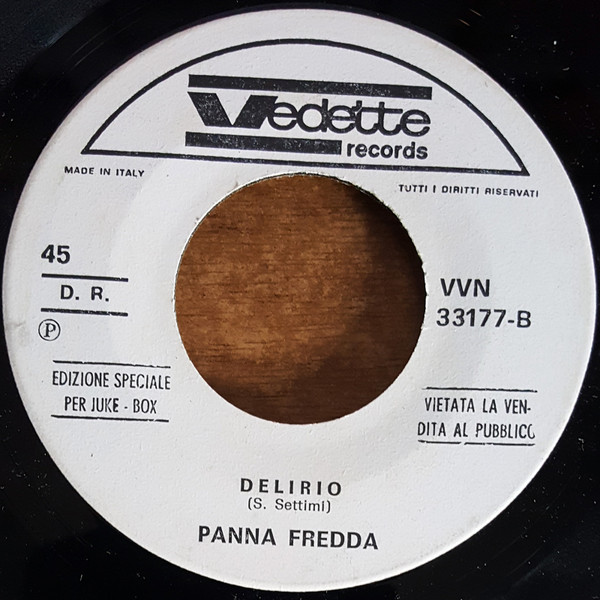 Vedette
records
MADE IN ITALY
TUTTI I DIRITTI RISERVATI
45
D. R.
Ⓟ
VVN
33177-B
EDIZIONE SPECIALE
PER JUKE - BOX
VIETATA LA VEN-
DITA AL PUBBLICO
DELIRIO
(S. Settimi)
PANNA FREDDA